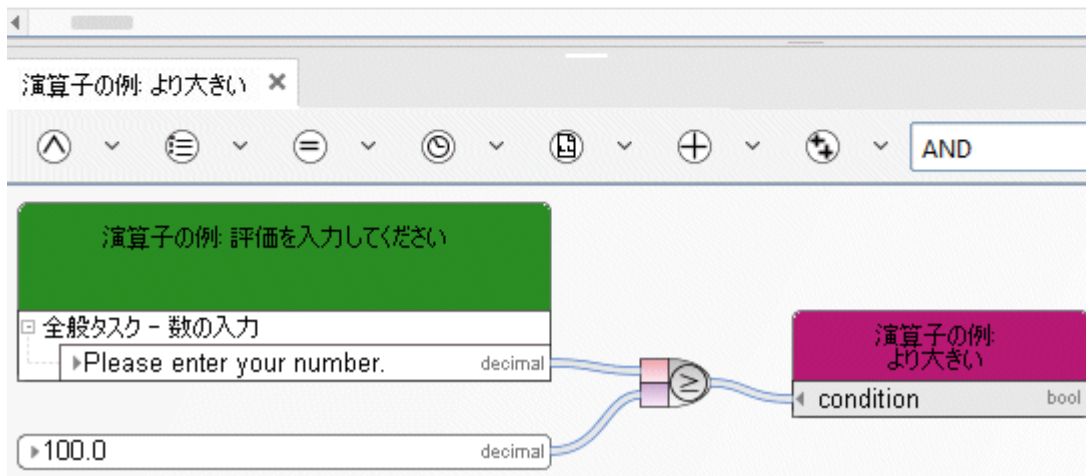 演算子の例: より大きい
AND
演算子の例: 評価を入力してください
全般タスク - 数の入力
Please enter your number. decimal
≥
演算子の例:
より大きい
condition bool
100.0 decimal